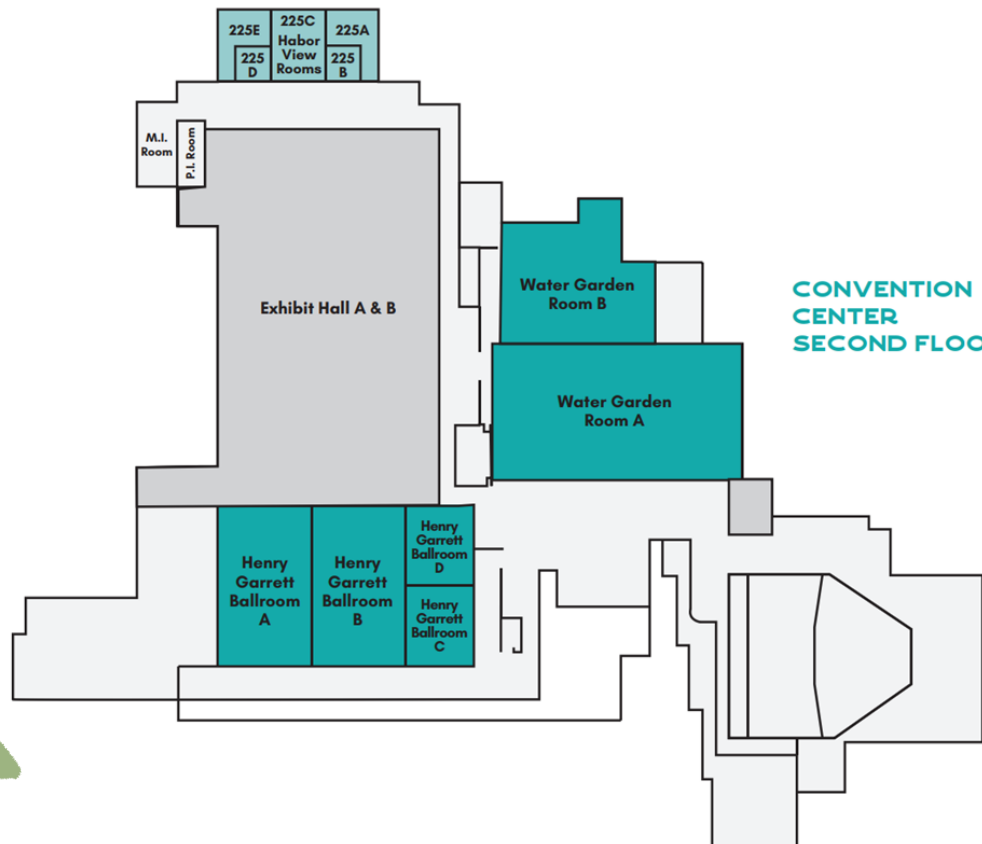 225E
225C
225A
Habor
View
Rooms
225
D
225
B
M.I.
Room
P.I. Room
Exhibit Hall A & B
Water Garden
Room B
CONVENTION
CENTER
SECOND FLOO
Water Garden
Room A
Henry
Garrett
Ballroom
A
Henry
Garrett
Ballroom
B
Henry
Garrett
Ballroom
D
Henry
Garrett
Ballroom
C